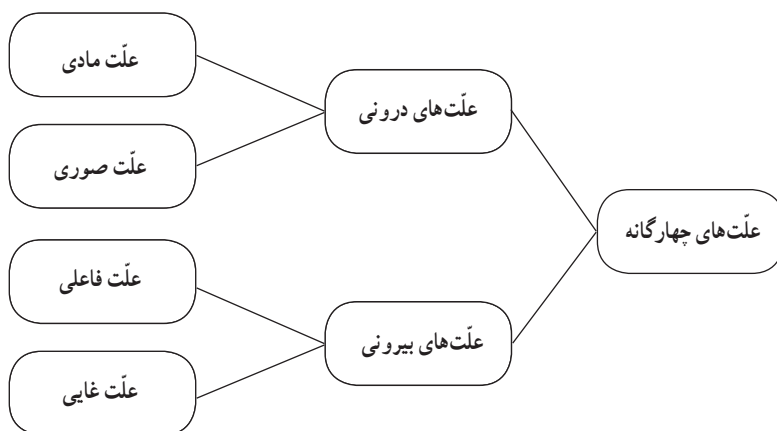 علّت‌های چهارگانه
علّت‌های درونی
علّت مادی
علّت صوری
علّت‌های بیرونی
علّت فاعلی
علّت غایی